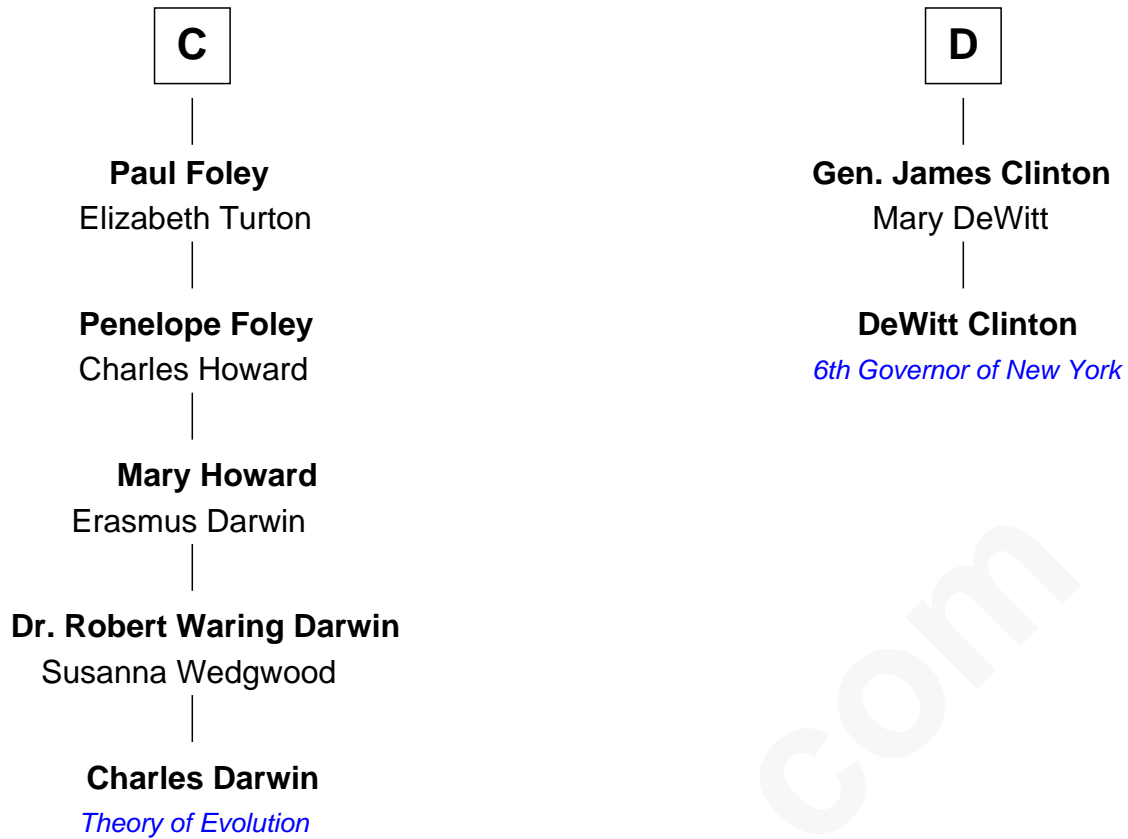 C
Paul Foley
Elizabeth Turton
Penelope Foley
Charles Howard
Mary Howard
Erasmus Darwin
Dr. Robert Waring Darwin
Susanna Wedgwood
Charles Darwin
Theory of Evolution
D
Gen. James Clinton
Mary DeWitt
DeWitt Clinton
6th Governor of New York
com